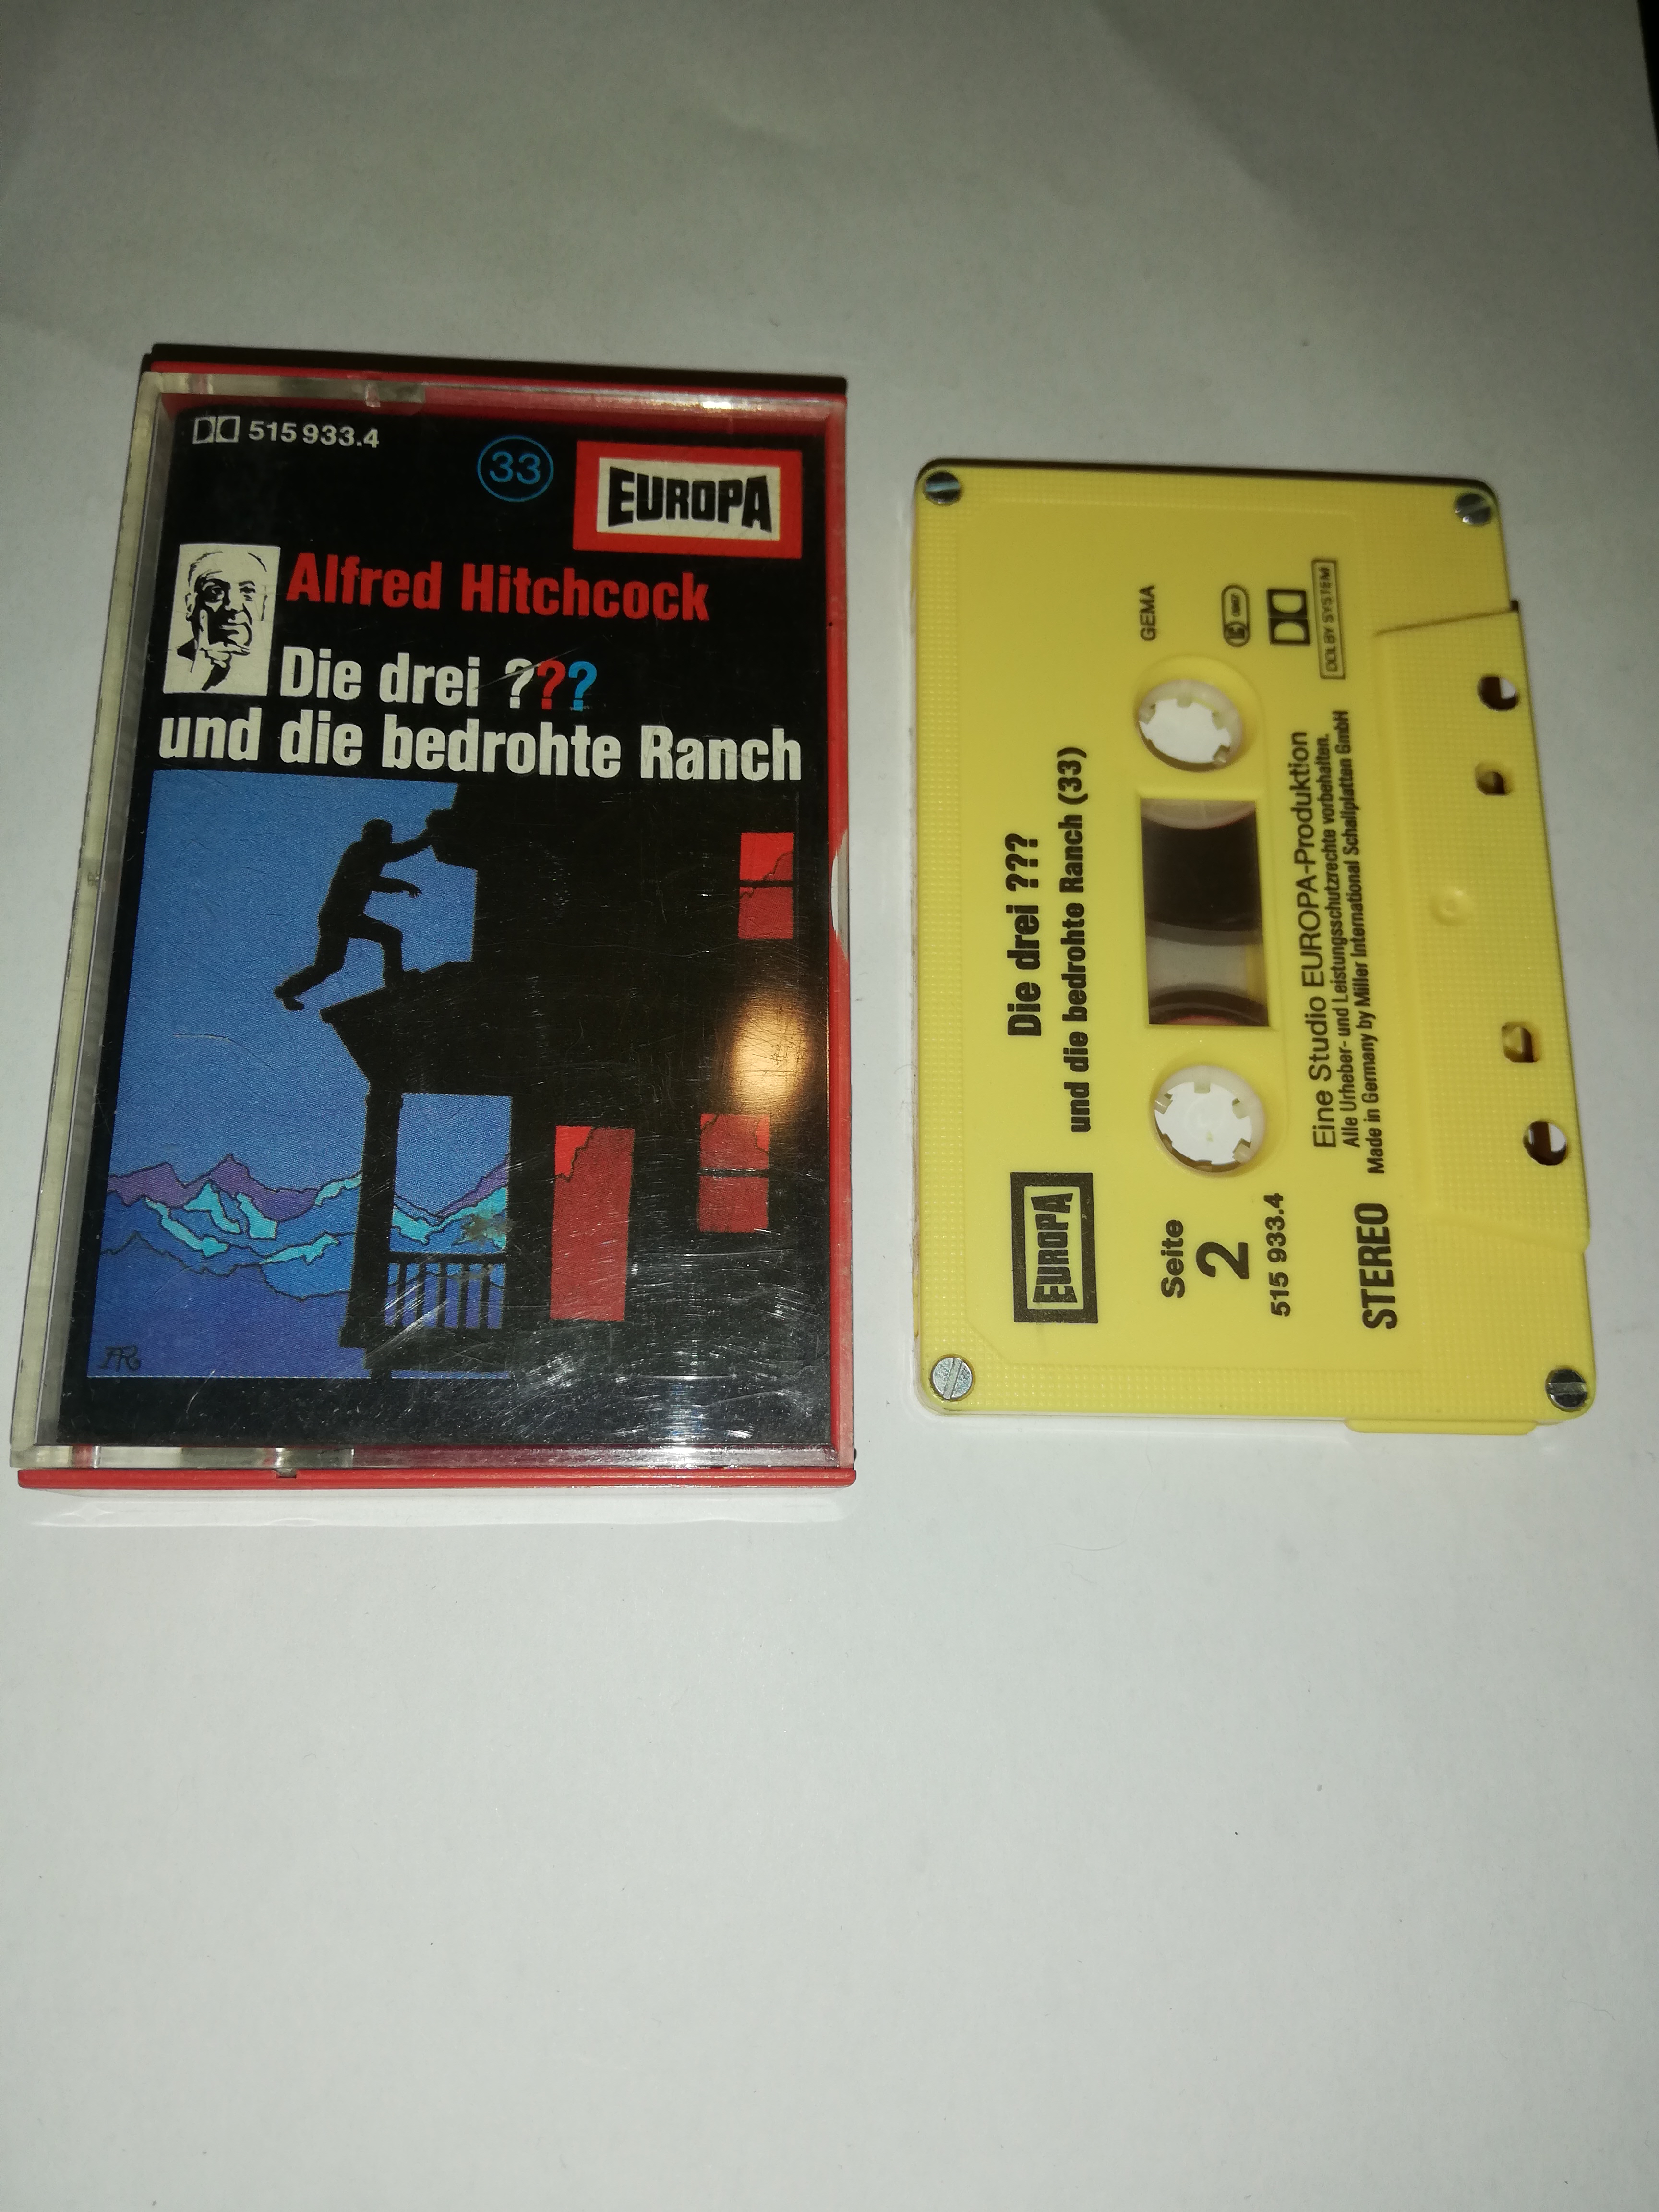 515 933.4
33
EUROPA
Alfred Hitchcock
Die drei ???
und die bedrohte Ranch
AR
Die drei ???
und die bedrohte Ranch (33)
EUROPA
Seite
2
515 933.4
GEMA
DOLBY SYSTEM
Eine Studio EUROPA-Produktion
Alle Urheber- und Leistungsschutzrechte vorbehalten.
Made in Germany by Miller International Schallplatten GmbH
STEREO